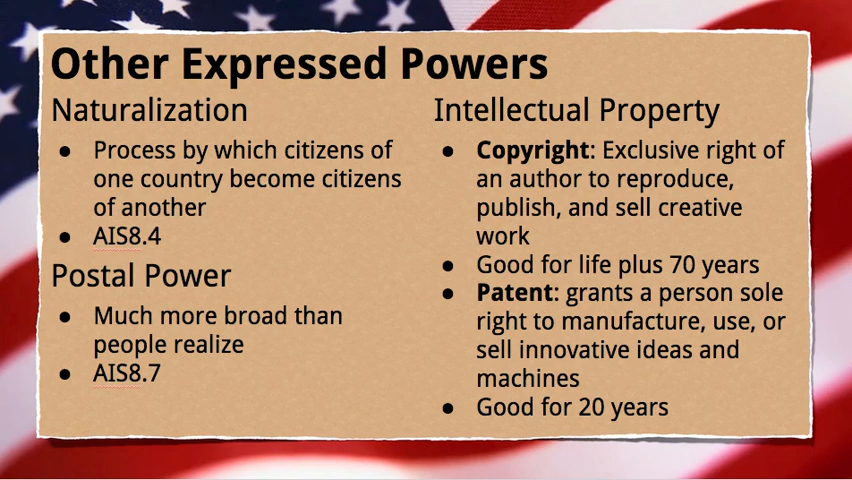 Other Expressed Powers
Naturalization
● Process by which citizens of
one country become citizens
of another
● AIS8.4
Postal Power
● Much more broad than
people realize
● AIS8.7
Intellectual Property
● Copyright: Exclusive right of
an author to reproduce,
publish, and sell creative
work
● Good for life plus 70 years
● Patent: grants a person sole
right to manufacture, use, or
sell innovative ideas and
machines
● Good for 20 years